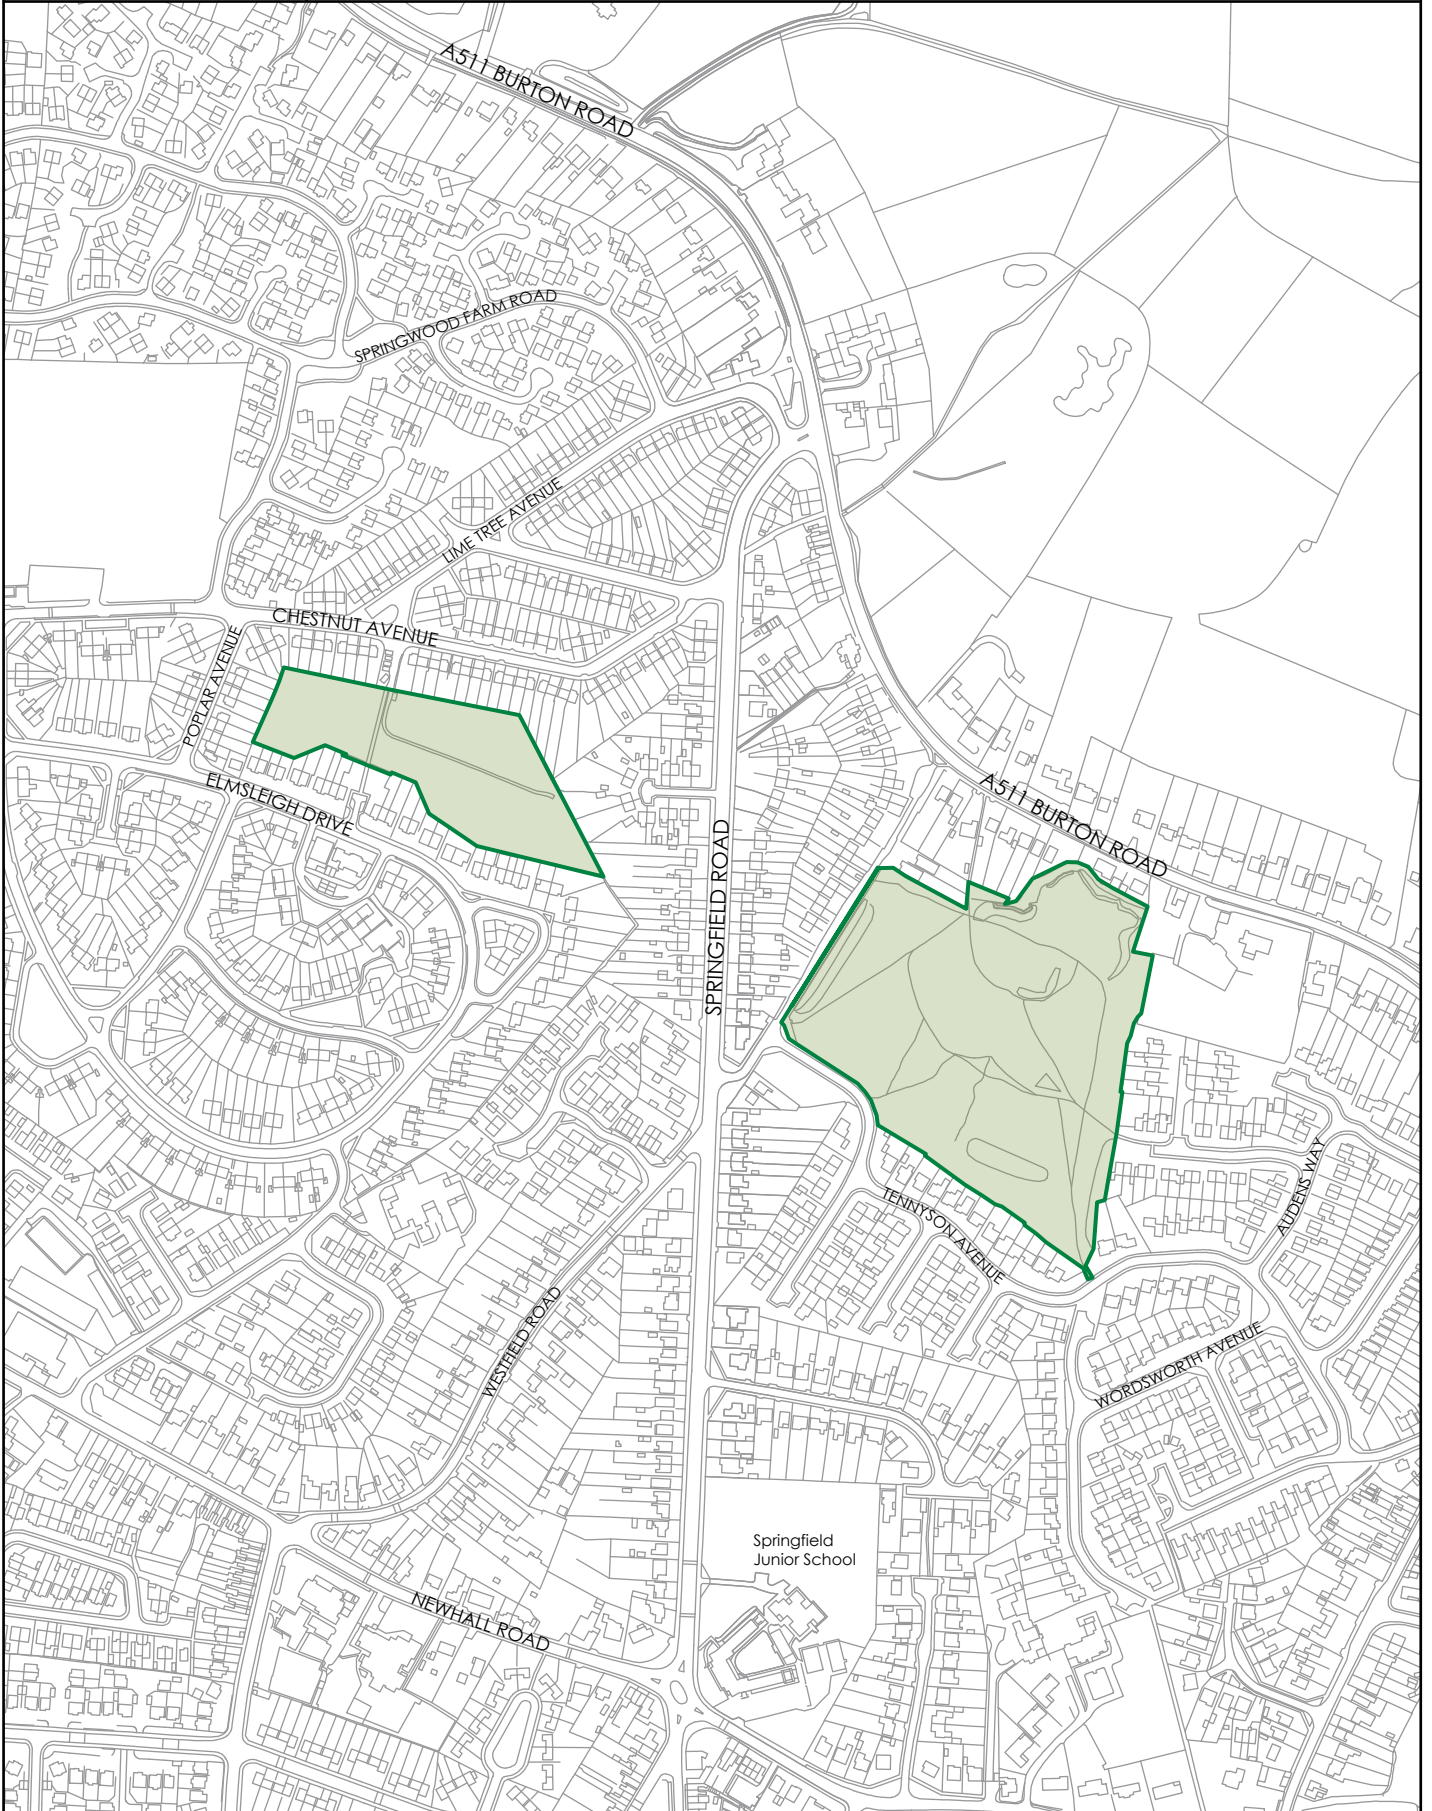 A511 BURTON ROAD
SPRINGWOOD FARM ROAD
LIME TREE AVENUE
CHESTNUT AVENUE
POPLAR AVENUE
ELMSLEIGH DRIVE
A511 BURTON ROAD
SPRINGFIELD ROAD
AUDENS WAY
TENNYSON AVENUE
WESTFIELD ROAD
WORDSWORTH AVENUE
Springfield
Junior School
NEWHALL ROAD